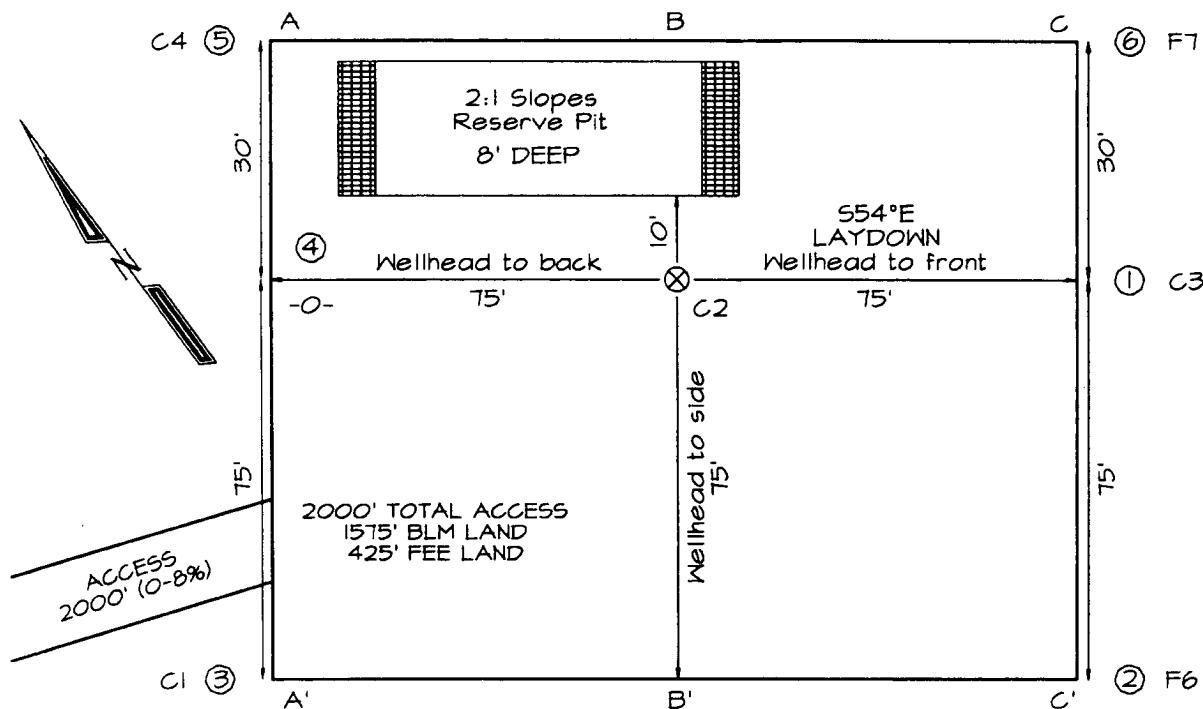 A B C
C4 ⑤ ⑥ F7
2:1 Slopes
Reserve Pit
8' DEEP
30' 30'
N
S54°E
LAYDOWN
10'
④
Wellhead to back Wellhead to front
① C3
-0- 75' 75'
C2
Wellhead to side
75' 75' 75'
2000' TOTAL ACCESS
1575' BLM LAND
425' FEE LAND
ACCESS
2000' (0-8%)
C1 ③ ② F6
A' B' C'